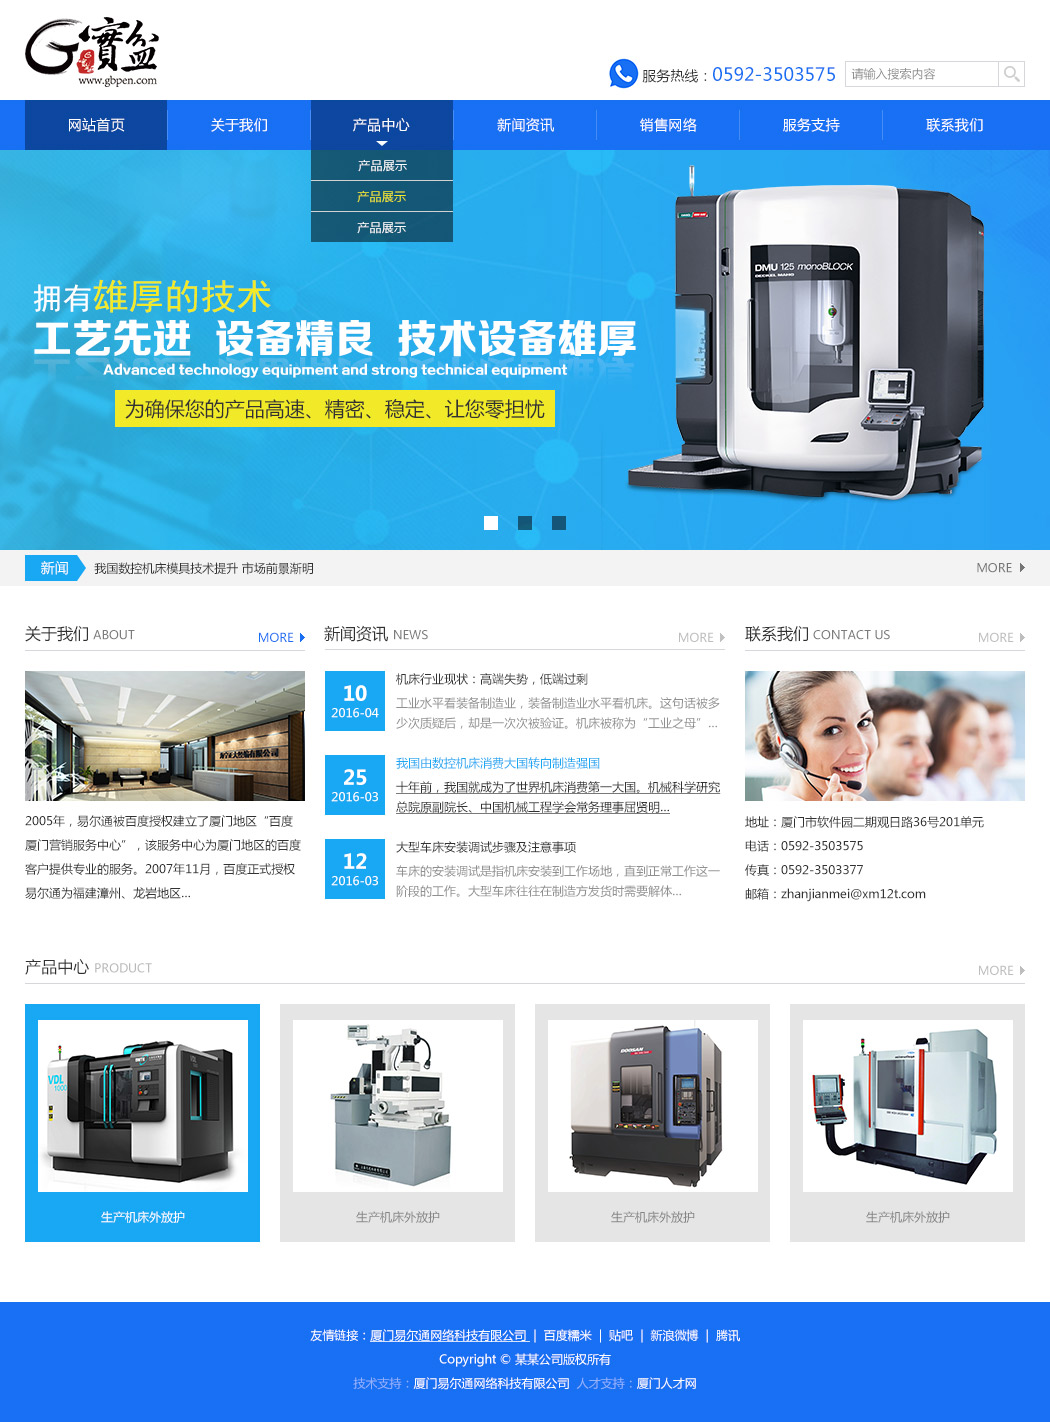 G寶盆
www.gbpen.com
服务热线：0592-3503575
请输入搜索内容
网站首页 关于我们 产品中心 新闻资讯 销售网络 服务支持 联系我们
产品展示
产品展示
产品展示
DMU 125 monoBLOCK
DECKEL MAHO
拥有雄厚的技术
工艺先进 设备精良 技术设备雄厚
Advanced technology equipment and strong technical equipment
为确保您的产品高速、精密、稳定、让您零担忧
新闻 我国数控机床模具技术提升 市场前景渐明 MORE
关于我们 ABOUT MORE
2005年，易尔通被百度授权建立了厦门地区“百度
厦门营销服务中心”，该服务中心为厦门地区的百度
客户提供专业的服务。2007年11月，百度正式授权
易尔通为福建漳州、龙岩地区...
新闻资讯 NEWS MORE
10
2016-04
机床行业现状：高端失势，低端过剩
工业水平看装备制造业，装备制造业水平看机床。这句话被多
少次质疑后，却是一次次被验证。机床被称为“工业之母”...
25
2016-03
我国由数控机床消费大国转向制造强国
十年前，我国就成为了世界机床消费第一大国。机械科学研究
总院原副院长、中国机械工程学会常务理事屈贤明...
12
2016-03
大型车床安装调试步骤及注意事项
车床的安装调试是指机床安装到工作场地，直到正常工作这一
阶段的工作。大型车床往往在制造方发货时需要解体...
联系我们 CONTACT US MORE
地址：厦门市软件园二期观日路36号201单元
电话：0592-3503575
传真：0592-3503377
邮箱：zhanjianmei@xm12t.com
产品中心 PRODUCT MORE
VDL
1000
DOOSAN
生产机床外放护 生产机床外放护 生产机床外放护 生产机床外放护
友情链接：厦门易尔通网络科技有限公司 | 百度糯米 | 贴吧 | 新浪微博 | 腾讯
Copyright © 某某公司版权所有
技术支持：厦门易尔通网络科技有限公司 人才支持：厦门人才网